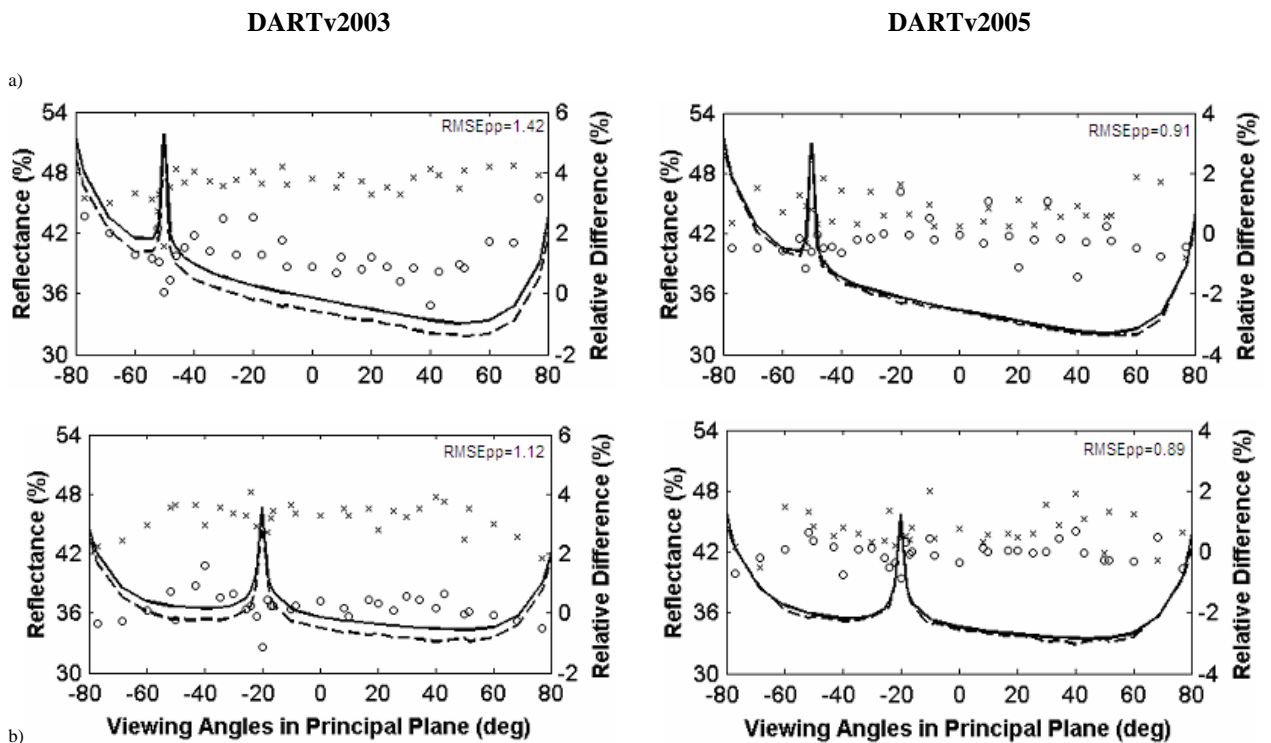 DARTv2003
DARTv2005
a)
54
48
42
36
30
Reflectance (%)
RMSEpp=1.42
6
4
2
0
-2
Relative Difference (%)
-80 -60 -40 -20 0 20 40 60 80
54
48
42
36
30
Reflectance (%)
RMSEpp=0.91
4
2
0
-2
-4
Relative Difference (%)
-80 -60 -40 -20 0 20 40 60 80
54
48
42
36
30
Reflectance (%)
RMSEpp=1.12
6
4
2
0
-2
Relative Difference (%)
-80 -60 -40 -20 0 20 40 60 80
Viewing Angles in Principal Plane (deg)
54
48
42
36
30
Reflectance (%)
RMSEpp=0.89
4
2
0
-2
-4
Relative Difference (%)
-80 -60 -40 -20 0 20 40 60 80
Viewing Angles in Principal Plane (deg)
b)